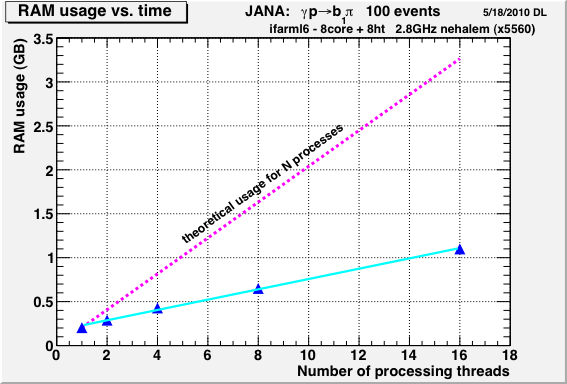 RAM usage vs. time
JANA: γp→b₁π 100 events
5/18/2010 DL
ifarml6 - 8core + 8ht 2.8GHz nehalem (x5560)
RAM usage (GB)
3.5
3
2.5
2
1.5
1
0.5
0
theoretical usage for N processes
0 2 4 6 8 10 12 14 16 18
Number of processing threads